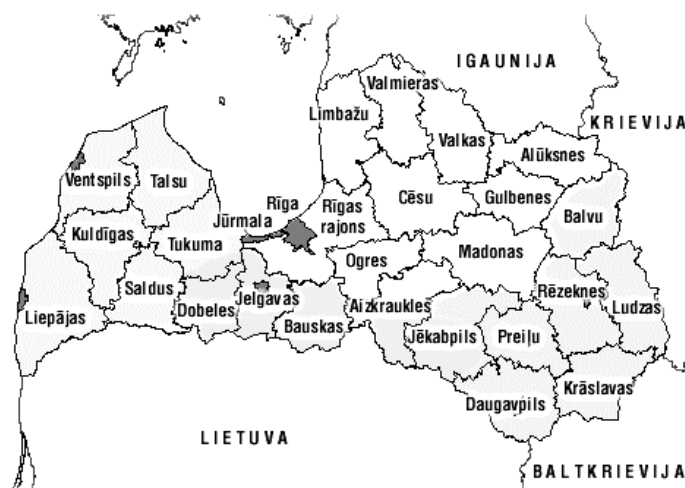 IGAUNIJA
Valmieras
Limbažu
KRIEVIJA
Valkas
Alūksnes
Ventspils
Talsu
Cēsu
Gulbenes
Rīga
Rīgas
rajons
Balvu
Jūrmala
Kuldīgas
Tukuma
Ogres
Madonas
Saldus
Jelgavas
Rēzeknes
Ludzas
Liepājas
Dobeles
Aizkraukles
Bauskas
Jēkabpils
Preiļu
Krāslavas
Daugavpils
LIETUVA
BALTKRIEVIJA